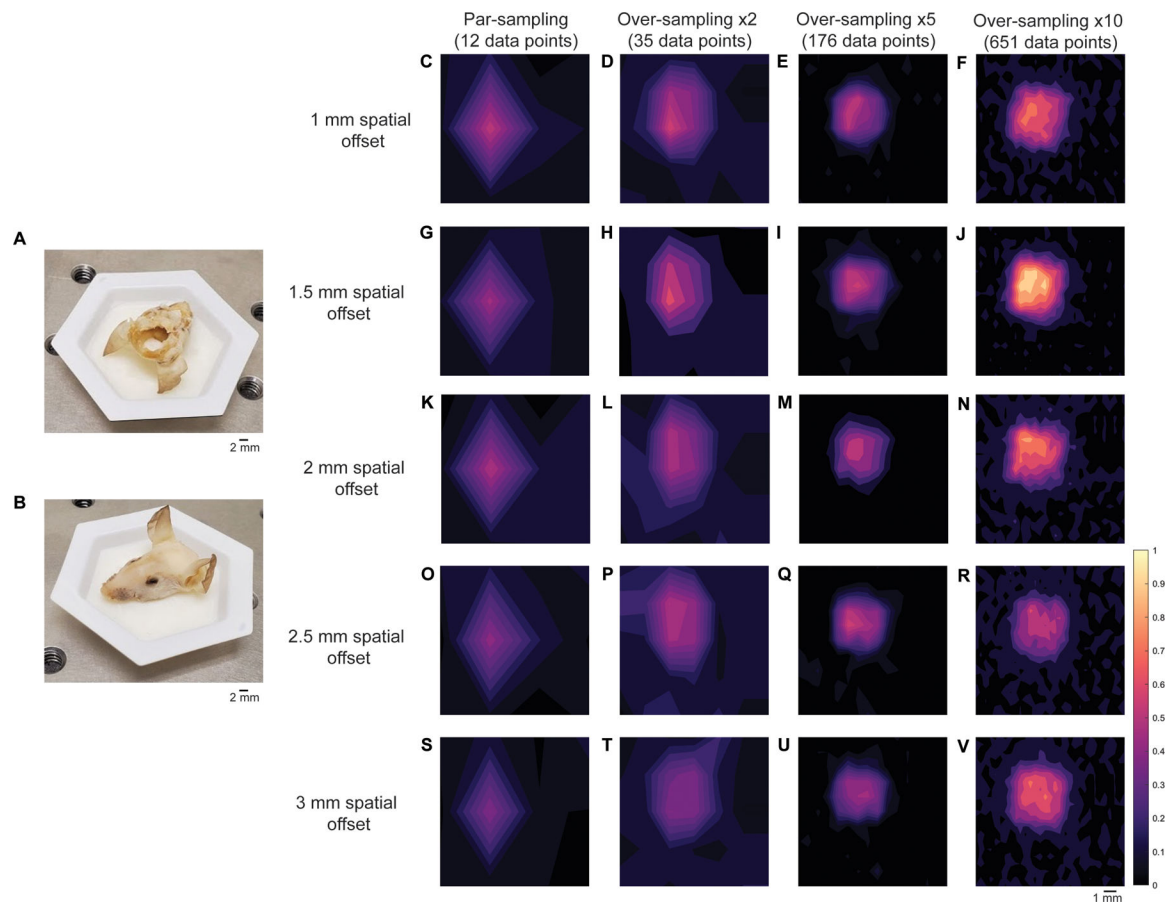 Par-sampling
(12 data points)
Over-sampling x2
(35 data points)
Over-sampling x5
(176 data points)
Over-sampling x10
(651 data points)
C
D
E
F
1 mm spatial
offset
A
2 mm
G
H
I
J
1.5 mm spatial
offset
K
L
M
N
2 mm spatial
offset
B
2 mm
O
P
Q
R
2.5 mm spatial
offset
S
T
U
V
3 mm spatial
offset
1
0.9
0.8
0.7
0.6
0.5
0.4
0.3
0.2
0.1
0
1 mm